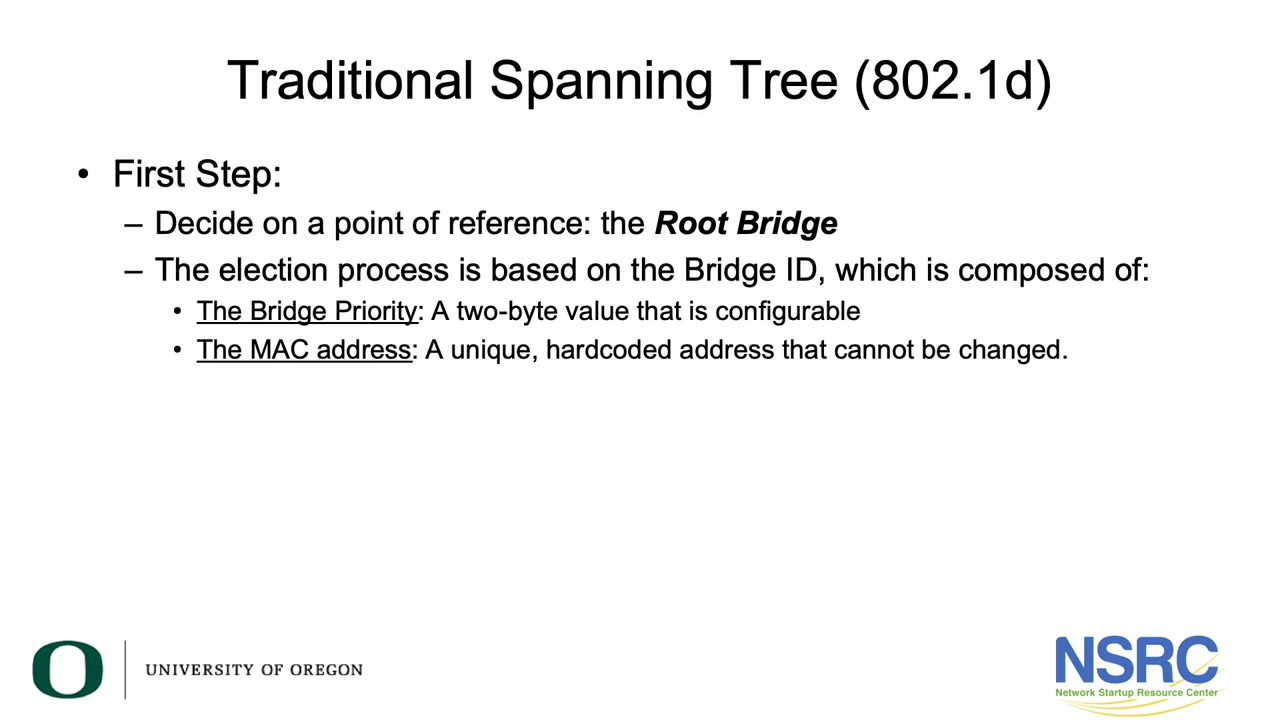 Traditional Spanning Tree (802.1d)
• First Step:
– Decide on a point of reference: the Root Bridge
– The election process is based on the Bridge ID, which is composed of:
• The Bridge Priority: A two-byte value that is configurable
• The MAC address: A unique, hardcoded address that cannot be changed.
O
UNIVERSITY OF OREGON
NSRC
Network Startup Resource Center